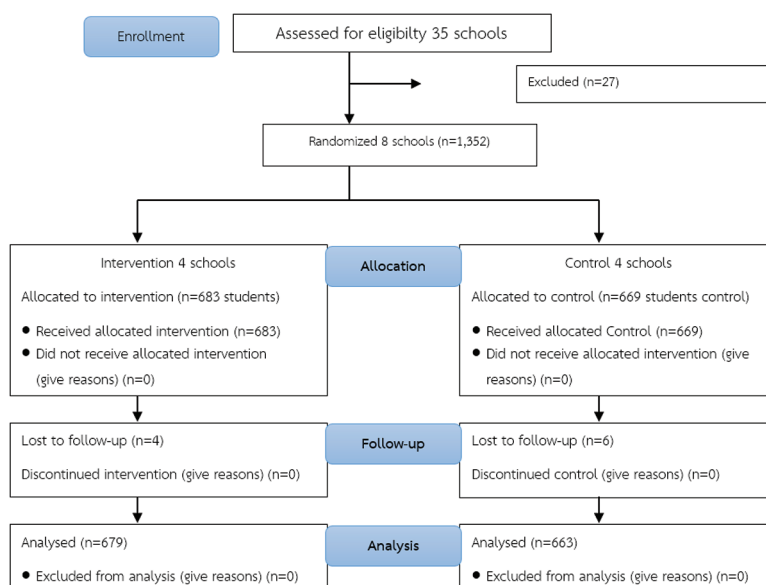 Enrollment
Assessed for eligibilty 35 schools
Excluded (n=27)
Randomized 8 schools (n=1,352)
Intervention 4 schools
Allocated to intervention (n=683 students)
● Received allocated intervention (n=683)
● Did not receive allocated intervention
(give reasons) (n=0)
Allocation
Control 4 schools
Allocated to control (n=669 students control)
● Received allocated Control (n=669)
● Did not receive allocated intervention (give
reasons) (n=0)
Lost to follow-up (n=4)
Discontinued intervention (give reasons) (n=0)
Follow-up
Lost to follow-up (n=6)
Discontinued control (give reasons) (n=0)
Analysed (n=679)
● Excluded from analysis (give reasons) (n=0)
Analysis
Analysed (n=663)
● Excluded from analysis (give reasons) (n=0)